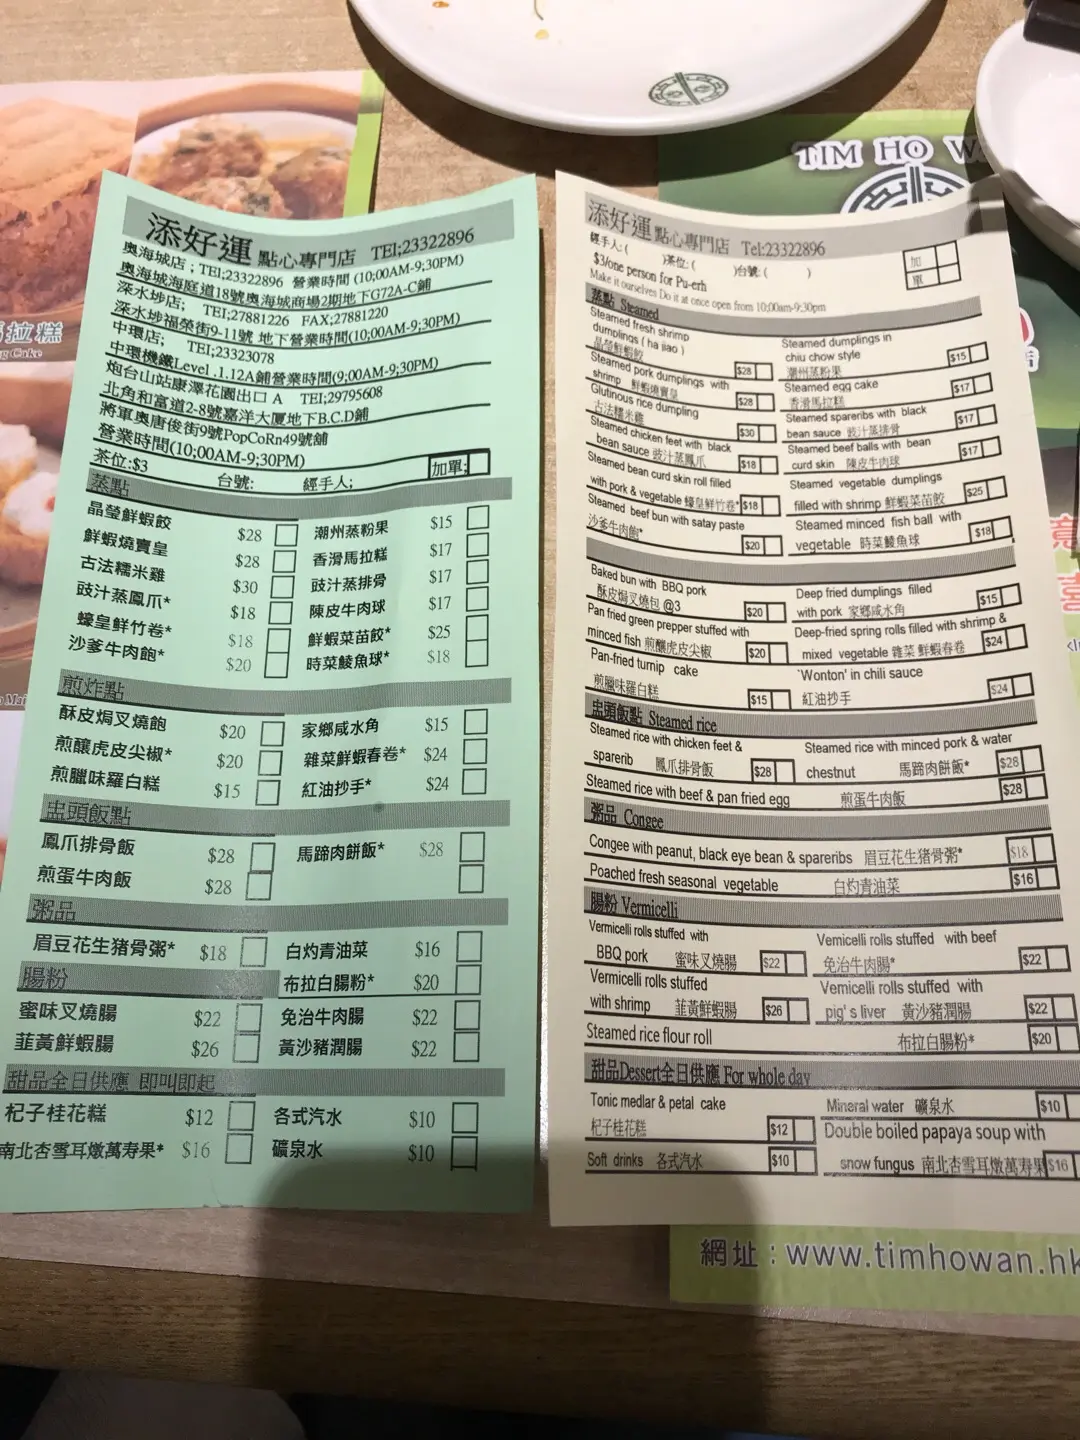 TIM HO W
拉糕
g Cake
添好運 點心專門店 TEl;23322896
奧海城店；TEl;23322896 營業時間 (10;00AM-9;30PM)
奧海城海庭道18號奧海城商場2期地下G72A-C鋪
深水埗店； TEL;27881226 FAX;27881220
深水埗福榮街9-11號 地下營業時間(10;00AM-9;30PM)
中環店； TEl;23323078
中環機鐵Level .1.12A鋪營業時間(9;00AM-9;30PM)
炮台山站康澤花園出口 A TEl;29795608
北角和富道2-8號嘉洋大厦地下B.C.D鋪
將軍奧唐俊街9號PopCoRn49號舖
營業時間(10;00AM-9;30PM)
茶位:$3 台號: 經手人; 加單;
蒸點
晶瑩鮮蝦餃 $28 潮州蒸粉果 $15
鮮蝦燒賣皇 $28 香滑馬拉糕 $17
古法糯米雞 $30 豉汁蒸排骨 $17
豉汁蒸鳳爪* $18 陳皮牛肉球 $17
蠔皇鮮竹卷* $18 鮮蝦菜苗餃* $25
沙爹牛肉飽* $20 時菜鯪魚球* $18
煎炸點
酥皮焗叉燒飽 $20 家鄉咸水角 $15
煎釀虎皮尖椒* $20 雜菜鮮蝦春卷* $24
煎臘味羅白糕 $15 紅油抄手* $24
盅頭飯點
鳳爪排骨飯 $28 馬蹄肉餅飯* $28
煎蛋牛肉飯 $28
粥品
眉豆花生猪骨粥* $18 白灼青油菜 $16
腸粉 布拉白腸粉* $20
蜜味叉燒腸 $22 免治牛肉腸 $22
韮黃鮮蝦腸 $26 黃沙豬潤腸 $22
甜品全日供應 即叫即起
杞子桂花糕 $12 各式汽水 $10
南北杏雪耳燉萬寿果* $16 礦泉水 $10
添好運 點心專門店 Tel:23322896
經手人: ( )茶位: ( )台號: ( ) 加單
$3/one person for Pu-erh
Make it ourselves Do it at once open from 10;00am-9:30pm
蒸點 Steamed
Steamed fresh shrimp
dumplings ( ha jiao )
晶瑩鮮蝦餃 $28
Steamed dumplings in
chiu chow style
潮州蒸粉果 $15
Steamed pork dumplings with
shrimp 鮮蝦燒賣皇 $28
Steamed egg cake
香滑馬拉糕 $17
Glutinous rice dumpling
古法糯米雞 $30
Steamed spareribs with black
bean sauce 豉汁蒸排骨 $17
Steamed chicken feet with black
bean sauce 豉汁蒸鳳爪 $18
Steamed beef balls with bean
curd skin 陳皮牛肉球 $17
Steamed bean curd skin roll filled
with pork & vegetable 蠔皇鮮竹卷* $18
Steamed vegetable dumplings
filled with shrimp 鮮蝦菜苗餃 $25
Steamed beef bun with satay paste
沙爹牛肉飽* $20
Steamed minced fish ball with
vegetable 時菜鯪魚球 $18
Baked bun with BBQ pork
酥皮焗叉燒包 @3 $20
Deep fried dumplings filled
with pork 家鄉咸水角 $15
Pan fried green prepper stuffed with
minced fish 煎釀虎皮尖椒 $20
Deep-fried spring rolls filled with shrimp &
mixed vegetable 雜菜 鮮蝦春卷 $24
Pan-fried turnip cake
煎臘味羅白糕 $15
'Wonton' in chili sauce
紅油抄手 $24
盅頭飯點 Steamed rice
Steamed rice with chicken feet &
sparerib 鳳爪排骨飯 $28
Steamed rice with minced pork & water
chestnut 馬蹄肉餅飯* $28
Steamed rice with beef & pan fried egg 煎蛋牛肉飯 $28
粥品 Congee
Congee with peanut, black eye bean & spareribs 眉豆花生猪骨粥* $18
Poached fresh seasonal vegetable 白灼青油菜 $16
腸粉 Vermicelli
Vermicelli rolls stuffed with
BBQ pork 蜜味叉燒腸 $22
Vermicelli rolls stuffed with beef
免治牛肉腸* $22
Vermicelli rolls stuffed
with shrimp 韮黃鮮蝦腸 $26
Vermicelli rolls stuffed with
pig's liver 黃沙豬潤腸 $22
Steamed rice flour roll 布拉白腸粉* $20
甜品Dessert全日供應 For whole day
Tonic medlar & petal cake
杞子桂花糕 $12
Mineral water 礦泉水 $10
Soft drinks 各式汽水 $10
Double boiled papaya soup with
snow fungus 南北杏雪耳燉萬寿果 $16
網址：www.timhowan.hk